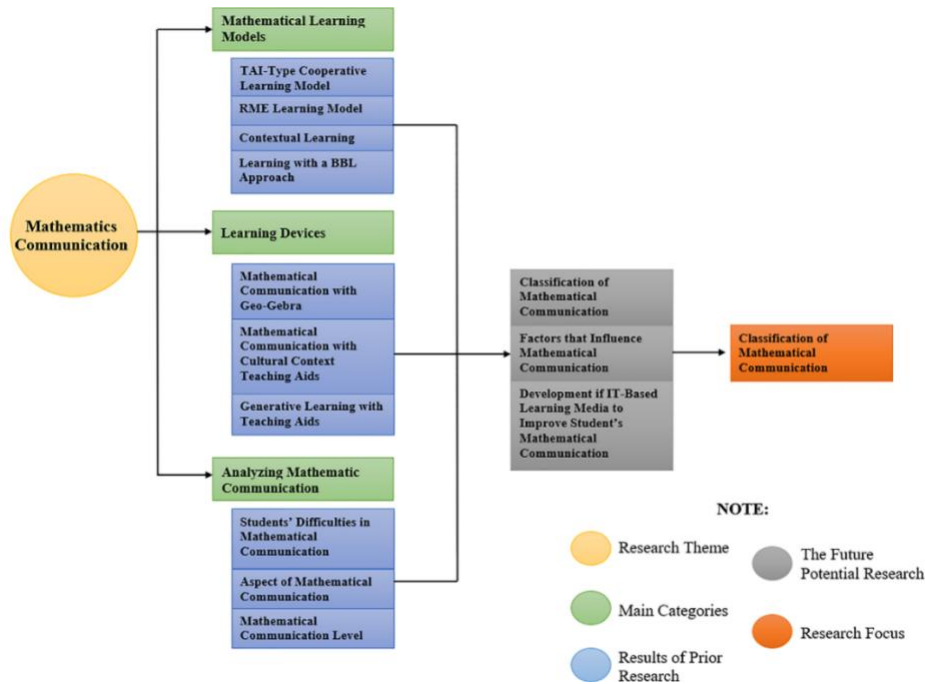 Mathematical Learning
Models
TAI-Type Cooperative
Learning Model
RME Learning Model
Contextual Learning
Learning with a BBL
Approach
Mathematics
Communication
Learning Devices
Mathematical
Communication with
Geo-Gebra
Mathematical
Communication with
Cultural Context
Teaching Aids
Generative Learning with
Teaching Aids
Analyzing Mathematic
Communication
Students' Difficulties in
Mathematical
Communication
Aspect of Mathematical
Communication
Mathematical
Communication Level
Classification of
Mathematical
Communication
Factors that Influence
Mathematical
Communication
Development if IT-Based
Learning Media to
Improve Student's
Mathematical
Communication
Classification of
Mathematical
Communication
NOTE:
Research Theme
Main Categories
Results of Prior
Research
The Future
Potential Research
Research Focus